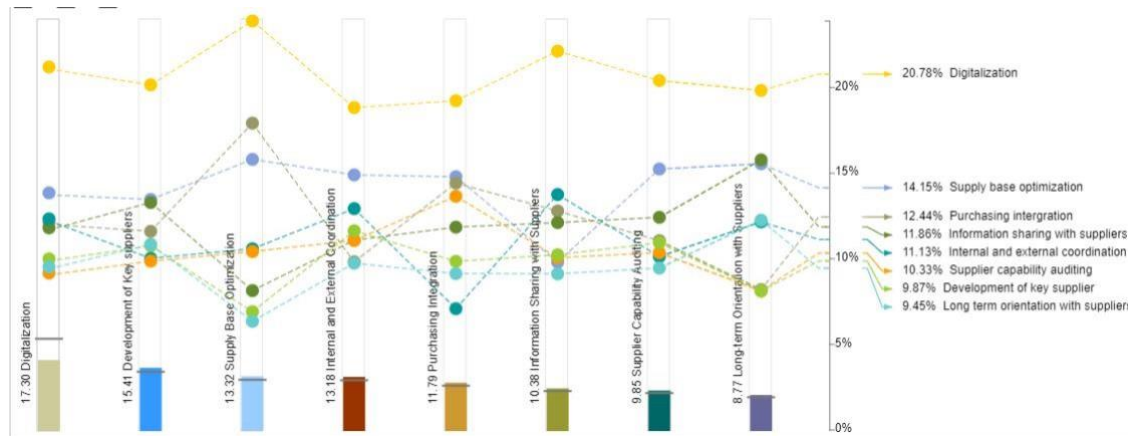 17.30 Digitalization
15.41 Development of Key suppliers
13.32 Supply Base Optimization
13.18 Internal and External Coordination
11.79 Purchasing Integration
10.38 Information Sharing with Suppliers
9.85 Supplier Capability Auditing
8.77 Long-term Orientation with Suppliers
20%
15%
10%
5%
0%
20.78% Digitalization
14.15% Supply base optimization
12.44% Purchasing intergration
11.86% Information sharing with suppliers
11.13% Internal and external coordination
10.33% Supplier capability auditing
9.87% Development of key supplier
9.45% Long term orientation with suppliers